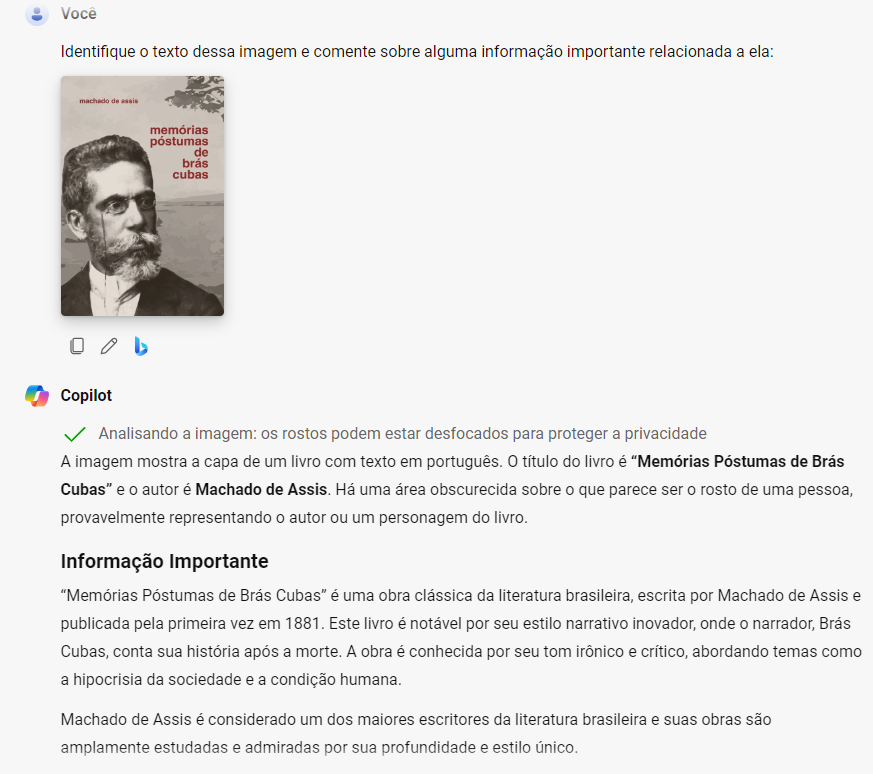 Você
Identifique o texto dessa imagem e comente sobre alguma informação importante relacionada a ela:
machado de assis
memórias
póstumas
de
brás
cubas
Copilot
Analisando a imagem: os rostos podem estar desfocados para proteger a privacidade
A imagem mostra a capa de um livro com texto em português. O título do livro é “Memórias Póstumas de Brás
Cubas” e o autor é Machado de Assis. Há uma área obscurecida sobre o que parece ser o rosto de uma pessoa,
provavelmente representando o autor ou um personagem do livro.
Informação Importante
“Memórias Póstumas de Brás Cubas” é uma obra clássica da literatura brasileira, escrita por Machado de Assis e
publicada pela primeira vez em 1881. Este livro é notável por seu estilo narrativo inovador, onde o narrador, Brás
Cubas, conta sua história após a morte. A obra é conhecida por seu tom irônico e crítico, abordando temas como
a hipocrisia da sociedade e a condição humana.
Machado de Assis é considerado um dos maiores escritores da literatura brasileira e suas obras são
amplamente estudadas e admiradas por sua profundidade e estilo único.